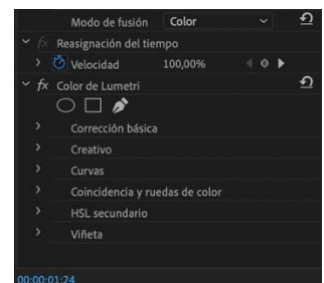 Modo de fusión Color
fx Reasignación del tiempo
Velocidad 100,00%
fx Color de Lumetri
Corrección básica
Creativo
Curvas
Coincidencia y ruedas de color
HSL secundario
Viñeta
00:00:01:24